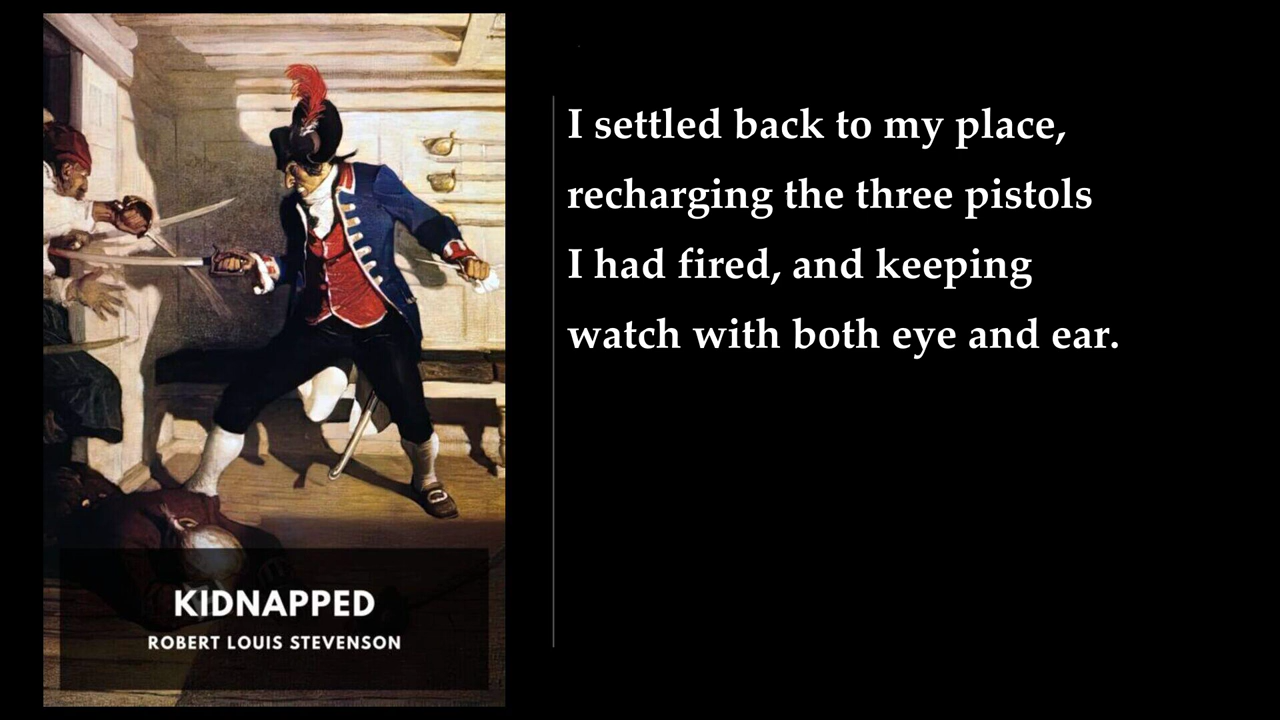 I settled back to my place,
recharging the three pistols
I had fired, and keeping
watch with both eye and ear.
KIDNAPPED
ROBERT LOUIS STEVENSON